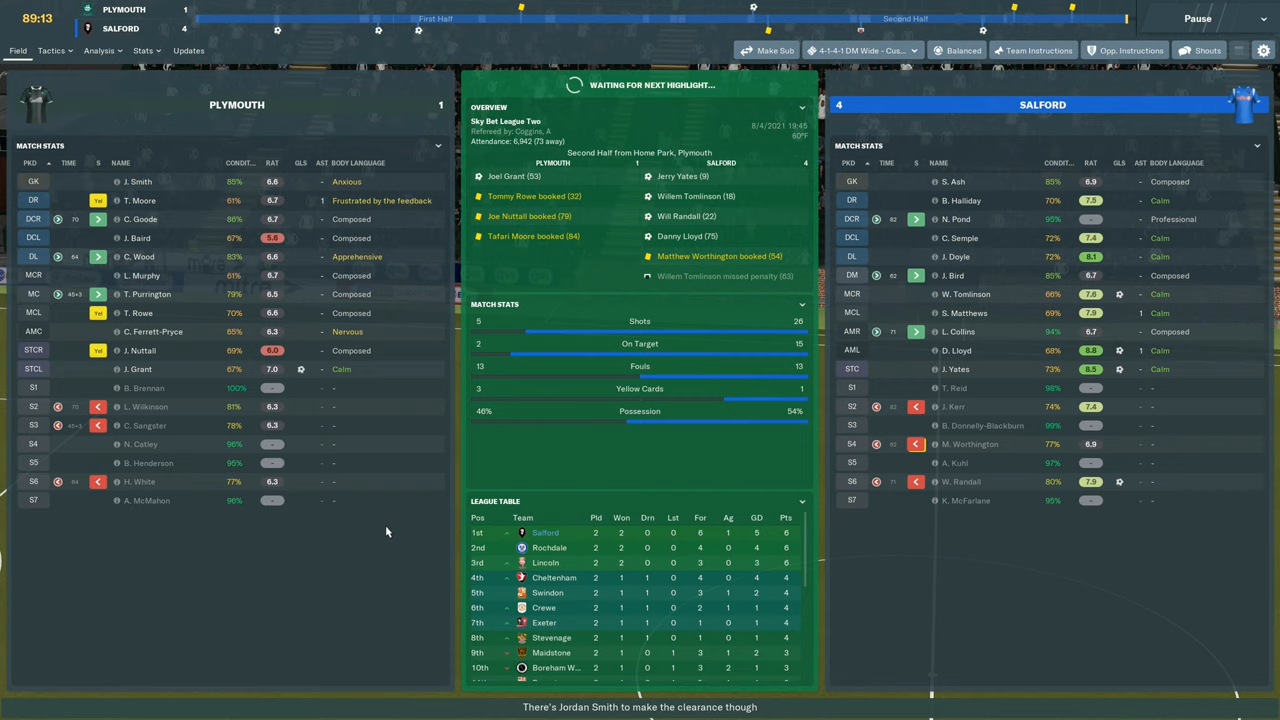 89:13
PLYMOUTH 1
SALFORD 4
First Half
Second Half
Pause
Field Tactics Analysis Stats Updates
Make Sub 4-1-4-1 DM Wide - Cus... Balanced Team Instructions Opp. Instructions Shouts
PLYMOUTH 1
MATCH STATS
PKD TIME S NAME CONDIT... RAT GLS AST BODY LANGUAGE
GK J. Smith 85% 6.6 - Anxious
DR Yel T. Moore 61% 6.7 1 Frustrated by the feedback
DCR 70 C. Goode 86% 6.7 - Composed
DCL J. Baird 67% 5.6 - Composed
DL 64 C. Wood 83% 6.6 - Apprehensive
MCR L. Murphy 61% 6.7 - Composed
MC 45+3 T. Purrington 79% 6.5 - Composed
MCL Yel T. Rowe 70% 6.6 - Composed
AMC C. Ferrett-Pryce 65% 6.3 - Nervous
STCR Yel J. Nuttall 69% 6.0 - Composed
STCL J. Grant 67% 7.0 - Calm
S1 B. Brennan 100% - - -
S2 70 L. Wilkinson 81% 6.3 - -
S3 45+3 C. Sangster 82% 6.3 - -
S4 N. Catley 96% - - -
S5 B. Henderson 95% - - -
S6 64 H. White 77% 6.3 - -
S7 A. McMahon 96% - - -
WAITING FOR NEXT HIGHLIGHT...
OVERVIEW
Sky Bet League Two
Refereed by: Coggins, A
Attendance: 6,942 (73 away)
8/4/2021 19:45
60°F
Second Half from Home Park, Plymouth
PLYMOUTH 1 SALFORD 4
Joel Grant (53) Jerry Yates (9)
Tommy Rowe booked (32) Willem Tomlinson (18)
Joe Nuttall booked (79) Will Randall (22)
Tafari Moore booked (84) Danny Lloyd (75)
Matthew Worthington booked (54)
Willem Tomlinson missed penalty (63)
MATCH STATS
5 Shots 26
2 On Target 15
13 Fouls 13
3 Yellow Cards 1
46% Possession 54%
LEAGUE TABLE
Pos Team Pld Won Drn Lst For Ag GD Pts
1st Salford 2 2 0 0 6 1 5 6
2nd Rochdale 2 2 0 0 4 0 4 6
3rd Lincoln 2 2 0 0 3 0 3 6
4th Cheltenham 2 1 1 0 4 0 4 4
5th Swindon 2 1 1 0 3 1 2 4
6th Crewe 2 1 1 0 2 1 1 4
7th Exeter 2 1 1 0 1 0 1 4
8th Stevenage 2 1 1 0 1 0 1 4
9th Maidstone 2 1 0 1 3 1 2 3
10th Boreham W... 2 1 0 1 3 2 1 3
4 SALFORD
MATCH STATS
PKD TIME S NAME CONDIT... RAT GLS AST BODY LANGUAGE
GK S. Ash 85% 6.9 - Composed
DR B. Halliday 70% 7.5 - Calm
DCR 82 N. Pond 95% - - Professional
DCL C. Semple 72% 7.4 - Calm
DL J. Doyle 72% 8.1 - Calm
DM 62 J. Bird 85% 6.7 - Composed
MCR W. Tomlinson 66% 7.6 - Calm
MCL S. Matthews 69% 7.9 1 Calm
AMR 71 L. Collins 94% 6.7 - Composed
AML D. Lloyd 68% 8.8 1 Calm
STC J. Yates 73% 8.5 - Calm
S1 T. Reid 98% - - -
S2 82 J. Kerr 74% 7.4 - -
S3 B. Donnelly-Blackburn 99% - - -
S4 62 M. Worthington 77% 6.9 - -
S5 A. Kuhl 97% - - -
S6 71 W. Randall 80% 7.9 - -
S7 K. McFarlane 95% - - -
There's Jordan Smith to make the clearance though